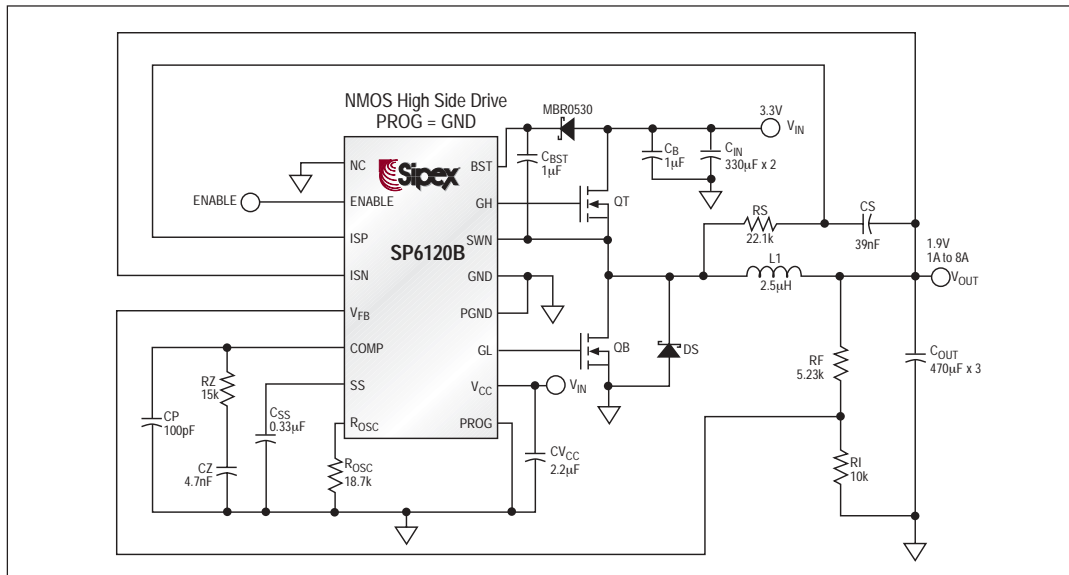 NMOS High Side Drive
PROG = GND
Sipex
SP6120B
NC
ENABLE
ENABLE
ISP
ISN
VFB
COMP
SS
ROSC
BST
GH
SWN
GND
PGND
GL
VCC
PROG
MBR0530
CBST
1µF
CB
1µF
CIN
330µF x 2
3.3V
VIN
QT
RS
22.1k
CS
39nF
L1
2.5µH
1.9V
1A to 8A
VOUT
QB
DS
VIN
RF
5.23k
COUT
470µF x 3
RI
10k
CVCC
2.2µF
RZ
15k
CP
100pF
CZ
4.7nF
CSS
0.33µF
ROSC
18.7k